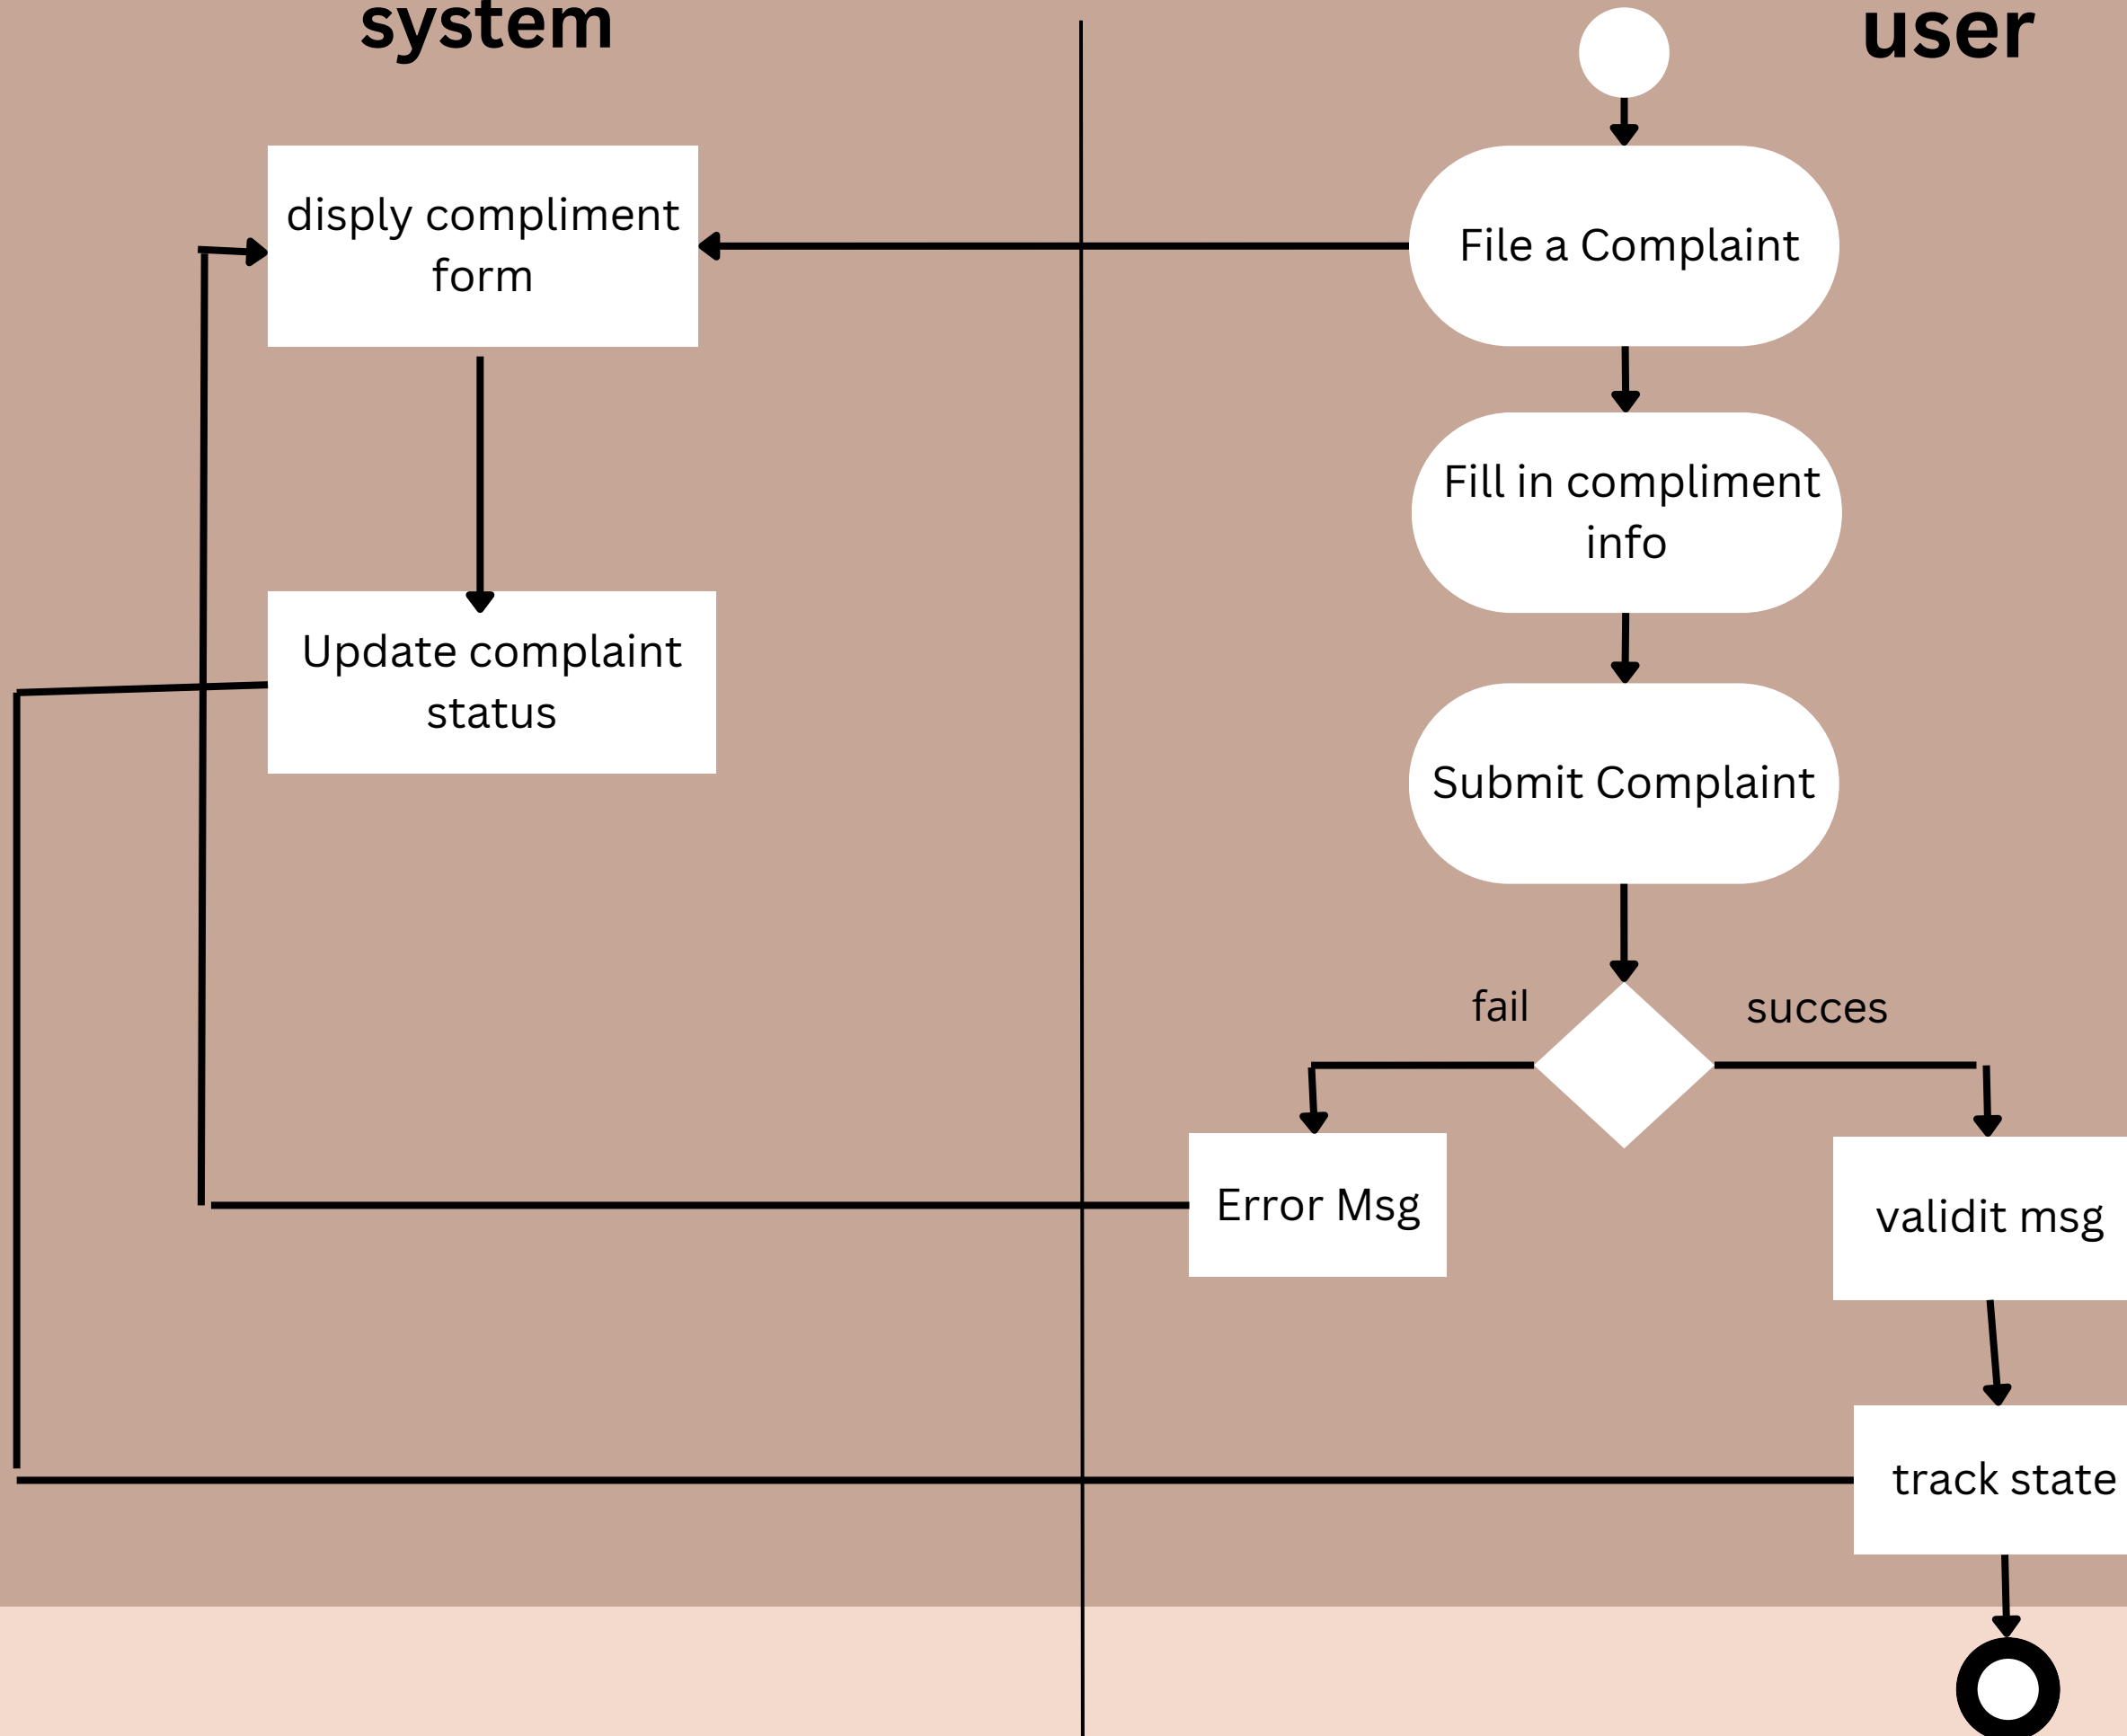 system
user
disply compliment
form
File a Complaint
Fill in compliment
info
Update complaint
status
Submit Complaint
fail
succes
Error Msg
validit msg
track state